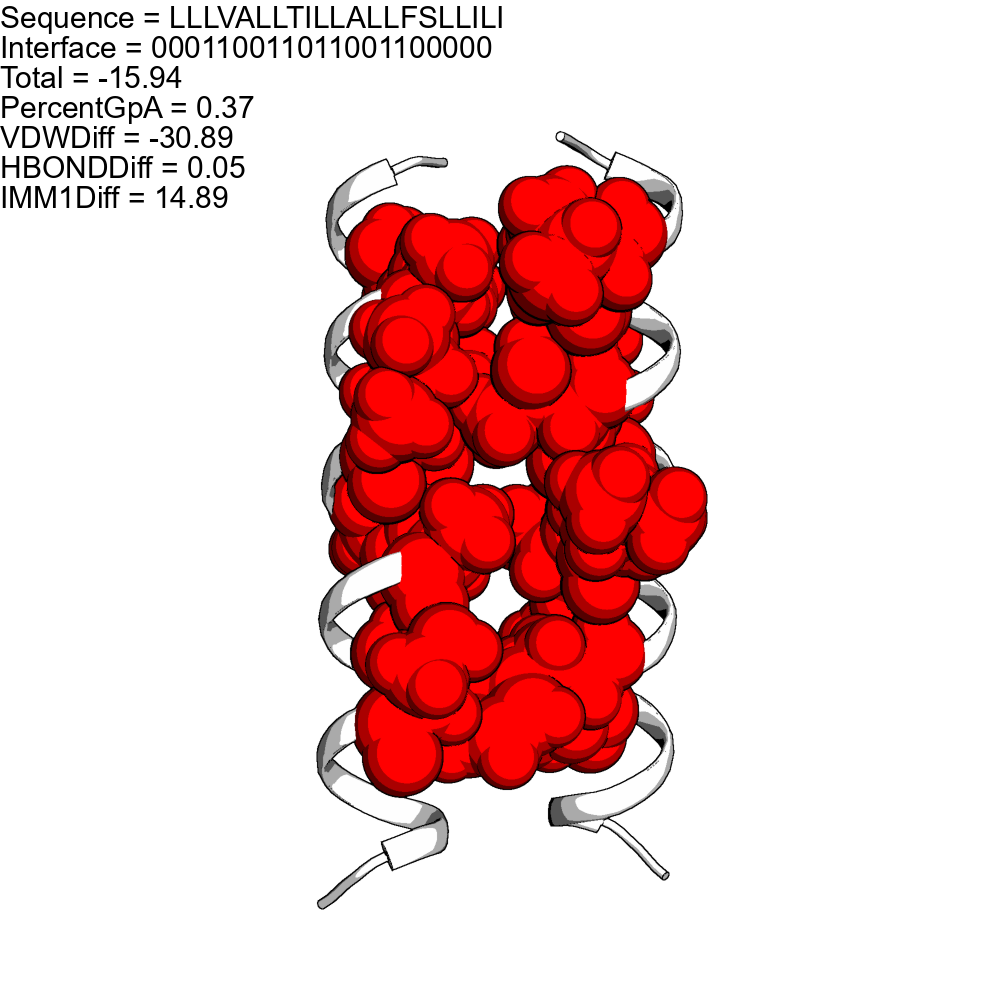 Sequence = LLLVALLTILLALLFSLLILI
Interface = 000110011011001100000
Total = -15.94
PercentGpA = 0.37
VDWDiff = -30.89
HBONDDiff = 0.05
IMM1Diff = 14.89